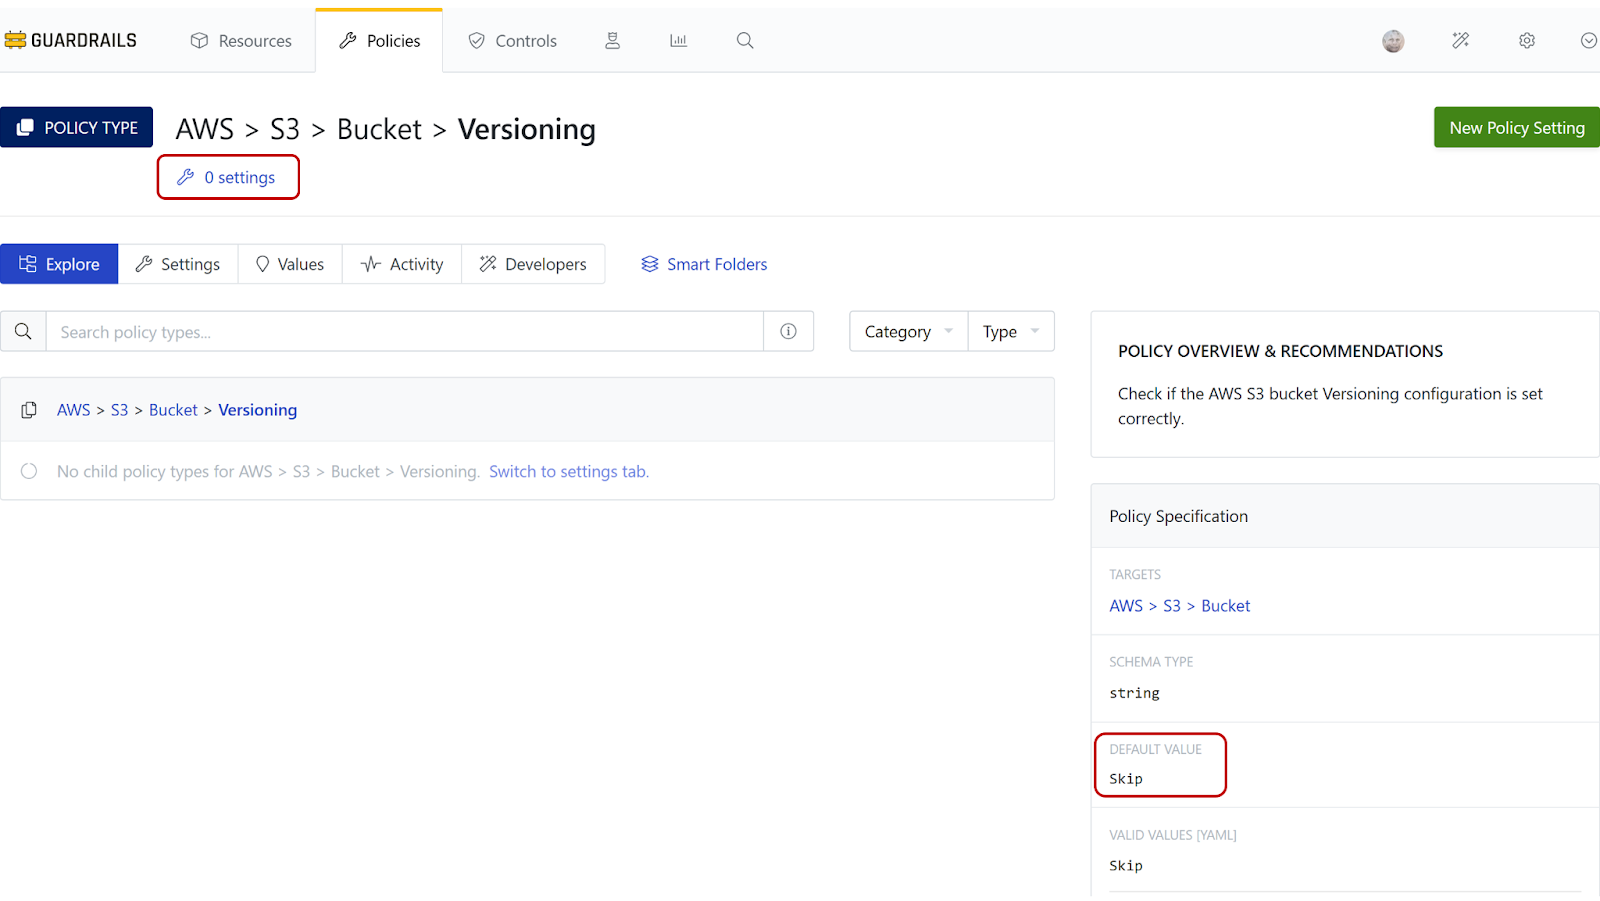 GUARDRAILS Resources Policies Controls
POLICY TYPE AWS > S3 > Bucket > Versioning New Policy Setting
0 settings
Explore Settings Values Activity Developers Smart Folders
Search policy types... Category Type
POLICY OVERVIEW & RECOMMENDATIONS
Check if the AWS S3 bucket Versioning configuration is set
correctly.
AWS > S3 > Bucket > Versioning
No child policy types for AWS > S3 > Bucket > Versioning. Switch to settings tab.
Policy Specification
TARGETS
AWS > S3 > Bucket
SCHEMA TYPE
string
DEFAULT VALUE
Skip
VALID VALUES [YAML]
Skip